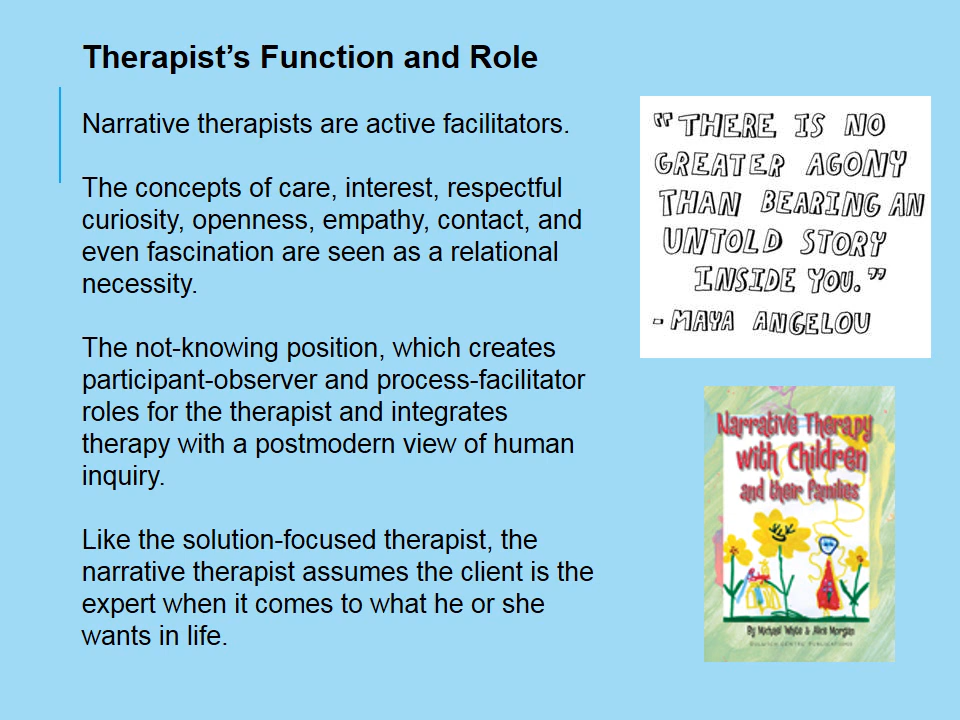 Therapist's Function and Role
Narrative therapists are active facilitators.
The concepts of care, interest, respectful
curiosity, openness, empathy, contact, and
even fascination are seen as a relational
necessity.
The not-knowing position, which creates
participant-observer and process-facilitator
roles for the therapist and integrates
therapy with a postmodern view of human
inquiry.
Like the solution-focused therapist, the
narrative therapist assumes the client is the
expert when it comes to what he or she
wants in life.
"THERE IS NO
GREATER AGONY
THAN BEARING AN
UNTOLD STORY
INSIDE YOU."
- MAYA ANGELOU
Narrative Therapy
with Children
and their families
By Michael White & Alice Morgan
DULWICH CENTRE PUBLICATIONS